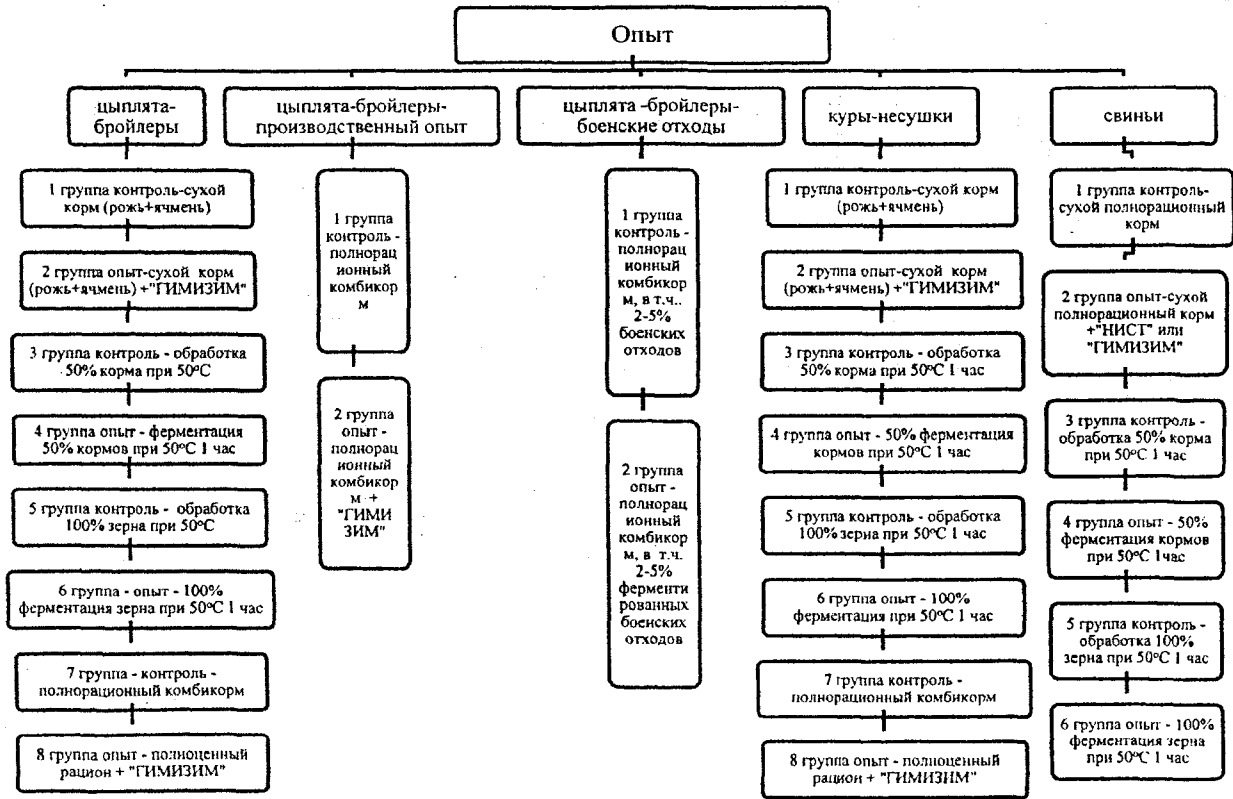 Опыт
цыплята-
бройлеры
1 группа контроль-сухой
корм (рожь+ячмень)
2 группа опыт-сухой корм
(рожь+ячмень) +"ГИМИЗИМ"
3 группа контроль - обработка
50% корма при 50°С
4 группа опыт - ферментация
50% кормов при 50°С 1 час
5 группа контроль - обработка
100% зерна при 50°С
6 группа - опыт - 100%
ферментация зерна при 50°С 1 час
7 группа - контроль -
полнорационный комбикорм
8 группа опыт - полноценный
рацион + "ГИМИЗИМ"
цыплята-бройлеры-
производственный опыт
1 группа
контроль -
полнорац
ионный
комбикор
м
2 группа
опыт -
полнорац
ионный
комбикор
м +
"ГИМИ
ЗИМ"
цыплята -бройлеры-
боенские отходы
1 группа
контроль -
полнорац
ионный
комбикор
м, в т.ч..
2-5%
боенских
отходов
2 группа
опыт -
полнорац
ионный
комбикор
м, в т.ч.
2-5%
ферменти
рованных
боенских
отходов
куры-несушки
1 группа контроль-сухой корм
(рожь+ячмень)
2 группа опыт-сухой корм
(рожь+ячмень) +"ГИМИЗИМ"
3 группа контроль - обработка
50% корма при 50°С 1 час
4 группа опыт - 50% ферментация
кормов при 50°С 1 час
5 группа контроль - обработка
100% зерна при 50°С 1 час
6 группа опыт - 100%
ферментация при 50°С 1 час
7 группа контроль -
полнорационный комбикорм
8 группа опыт - полноценный
рацион + "ГИМИЗИМ"
свиньи
1 группа контроль-
сухой полнорационный
корм
2 группа опыт-сухой
полнорационный корм
+"НИСТ" или
"ГИМИЗИМ"
3 группа контроль -
обработка 50% корма
при 50°С 1 час
4 группа опыт - 50%
ферментация кормов
при 50°С 1час
5 группа контроль -
обработка 100%
зерна при 50°С 1 час
6 группа опыт - 100%
ферментация зерна
при 50°С 1 час